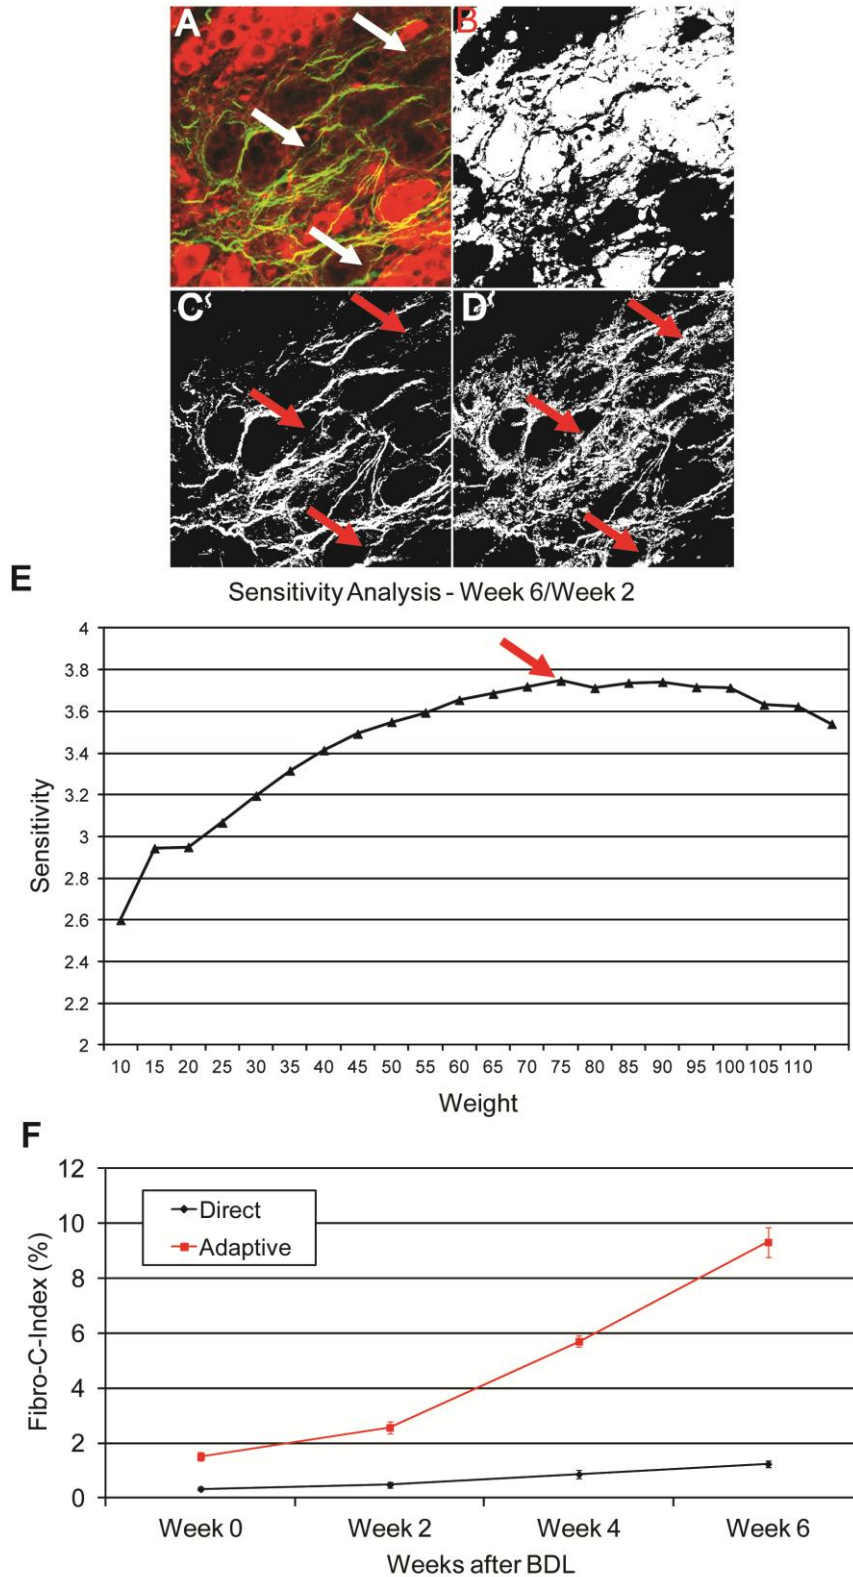 A
B
C
D
E
Sensitivity Analysis - Week 6/Week 2
4
3.8
3.6
3.4
3.2
3
2.8
2.6
2.4
2.2
2
Sensitivity
10 15 20 25 30 35 40 45 50 55 60 65 70 75 80 85 90 95 100 105 110
Weight
F
12
10
8
6
4
2
0
Fibro-C-Index (%)
Direct
Adaptive
Week 0 Week 2 Week 4 Week 6
Weeks after BDL